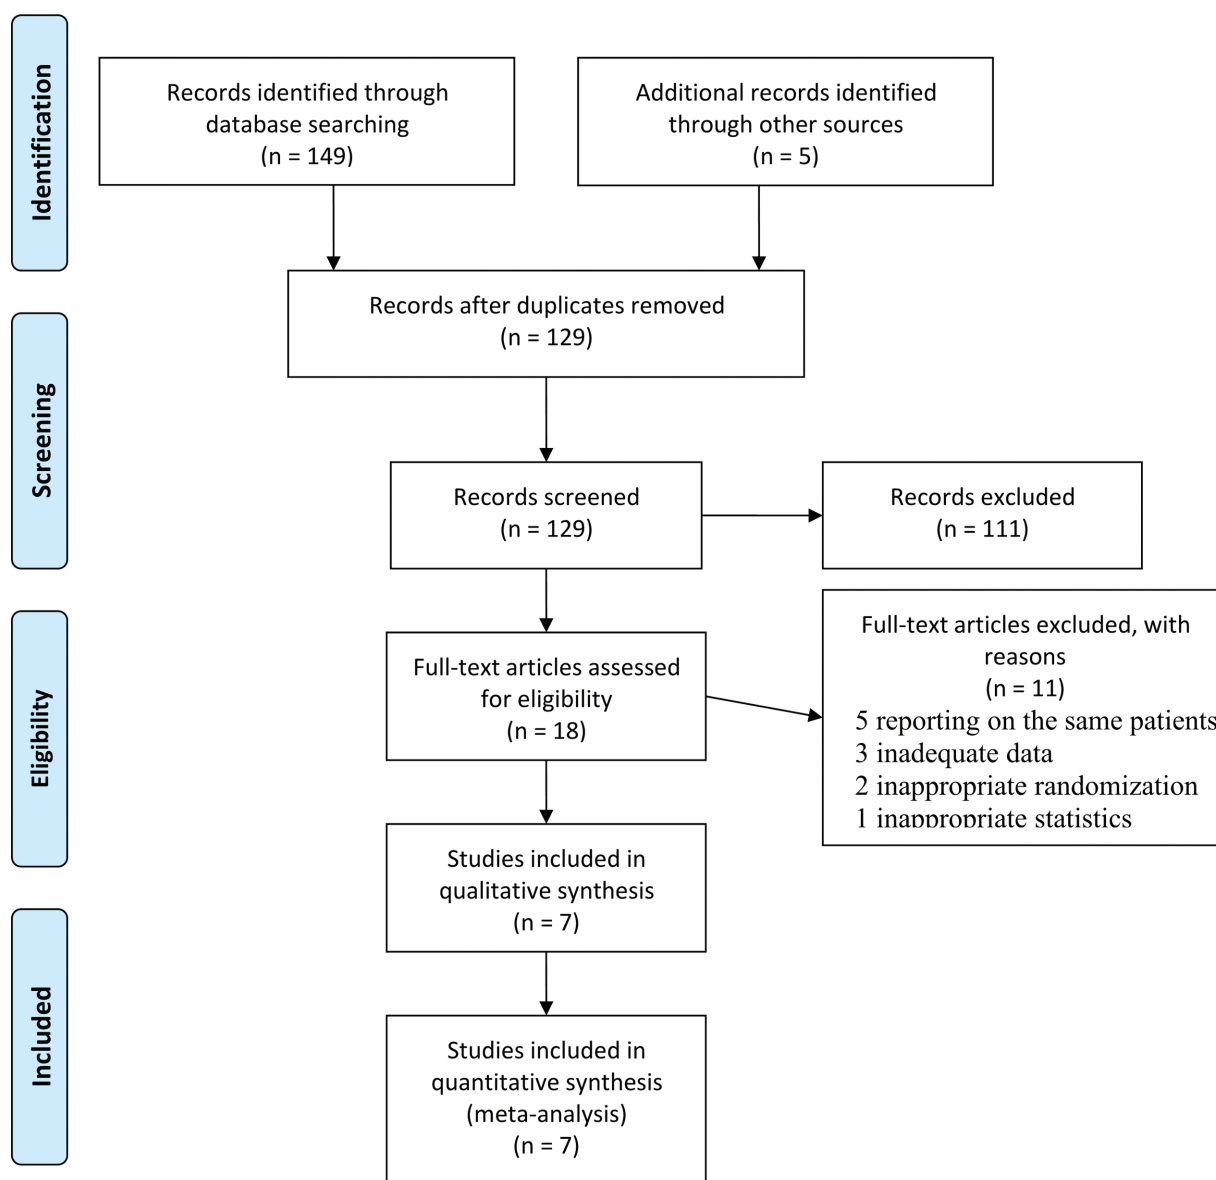 Identification
Records identified through
database searching
(n = 149)
Additional records identified
through other sources
(n = 5)
Records after duplicates removed
(n = 129)
Screening
Records screened
(n = 129)
Records excluded
(n = 111)
Eligibility
Full-text articles assessed
for eligibility
(n = 18)
Full-text articles excluded, with
reasons
(n = 11)
5 reporting on the same patients
3 inadequate data
2 inappropriate randomization
1 inappropriate statistics
Studies included in
qualitative synthesis
(n = 7)
Included
Studies included in
quantitative synthesis
(meta-analysis)
(n = 7)